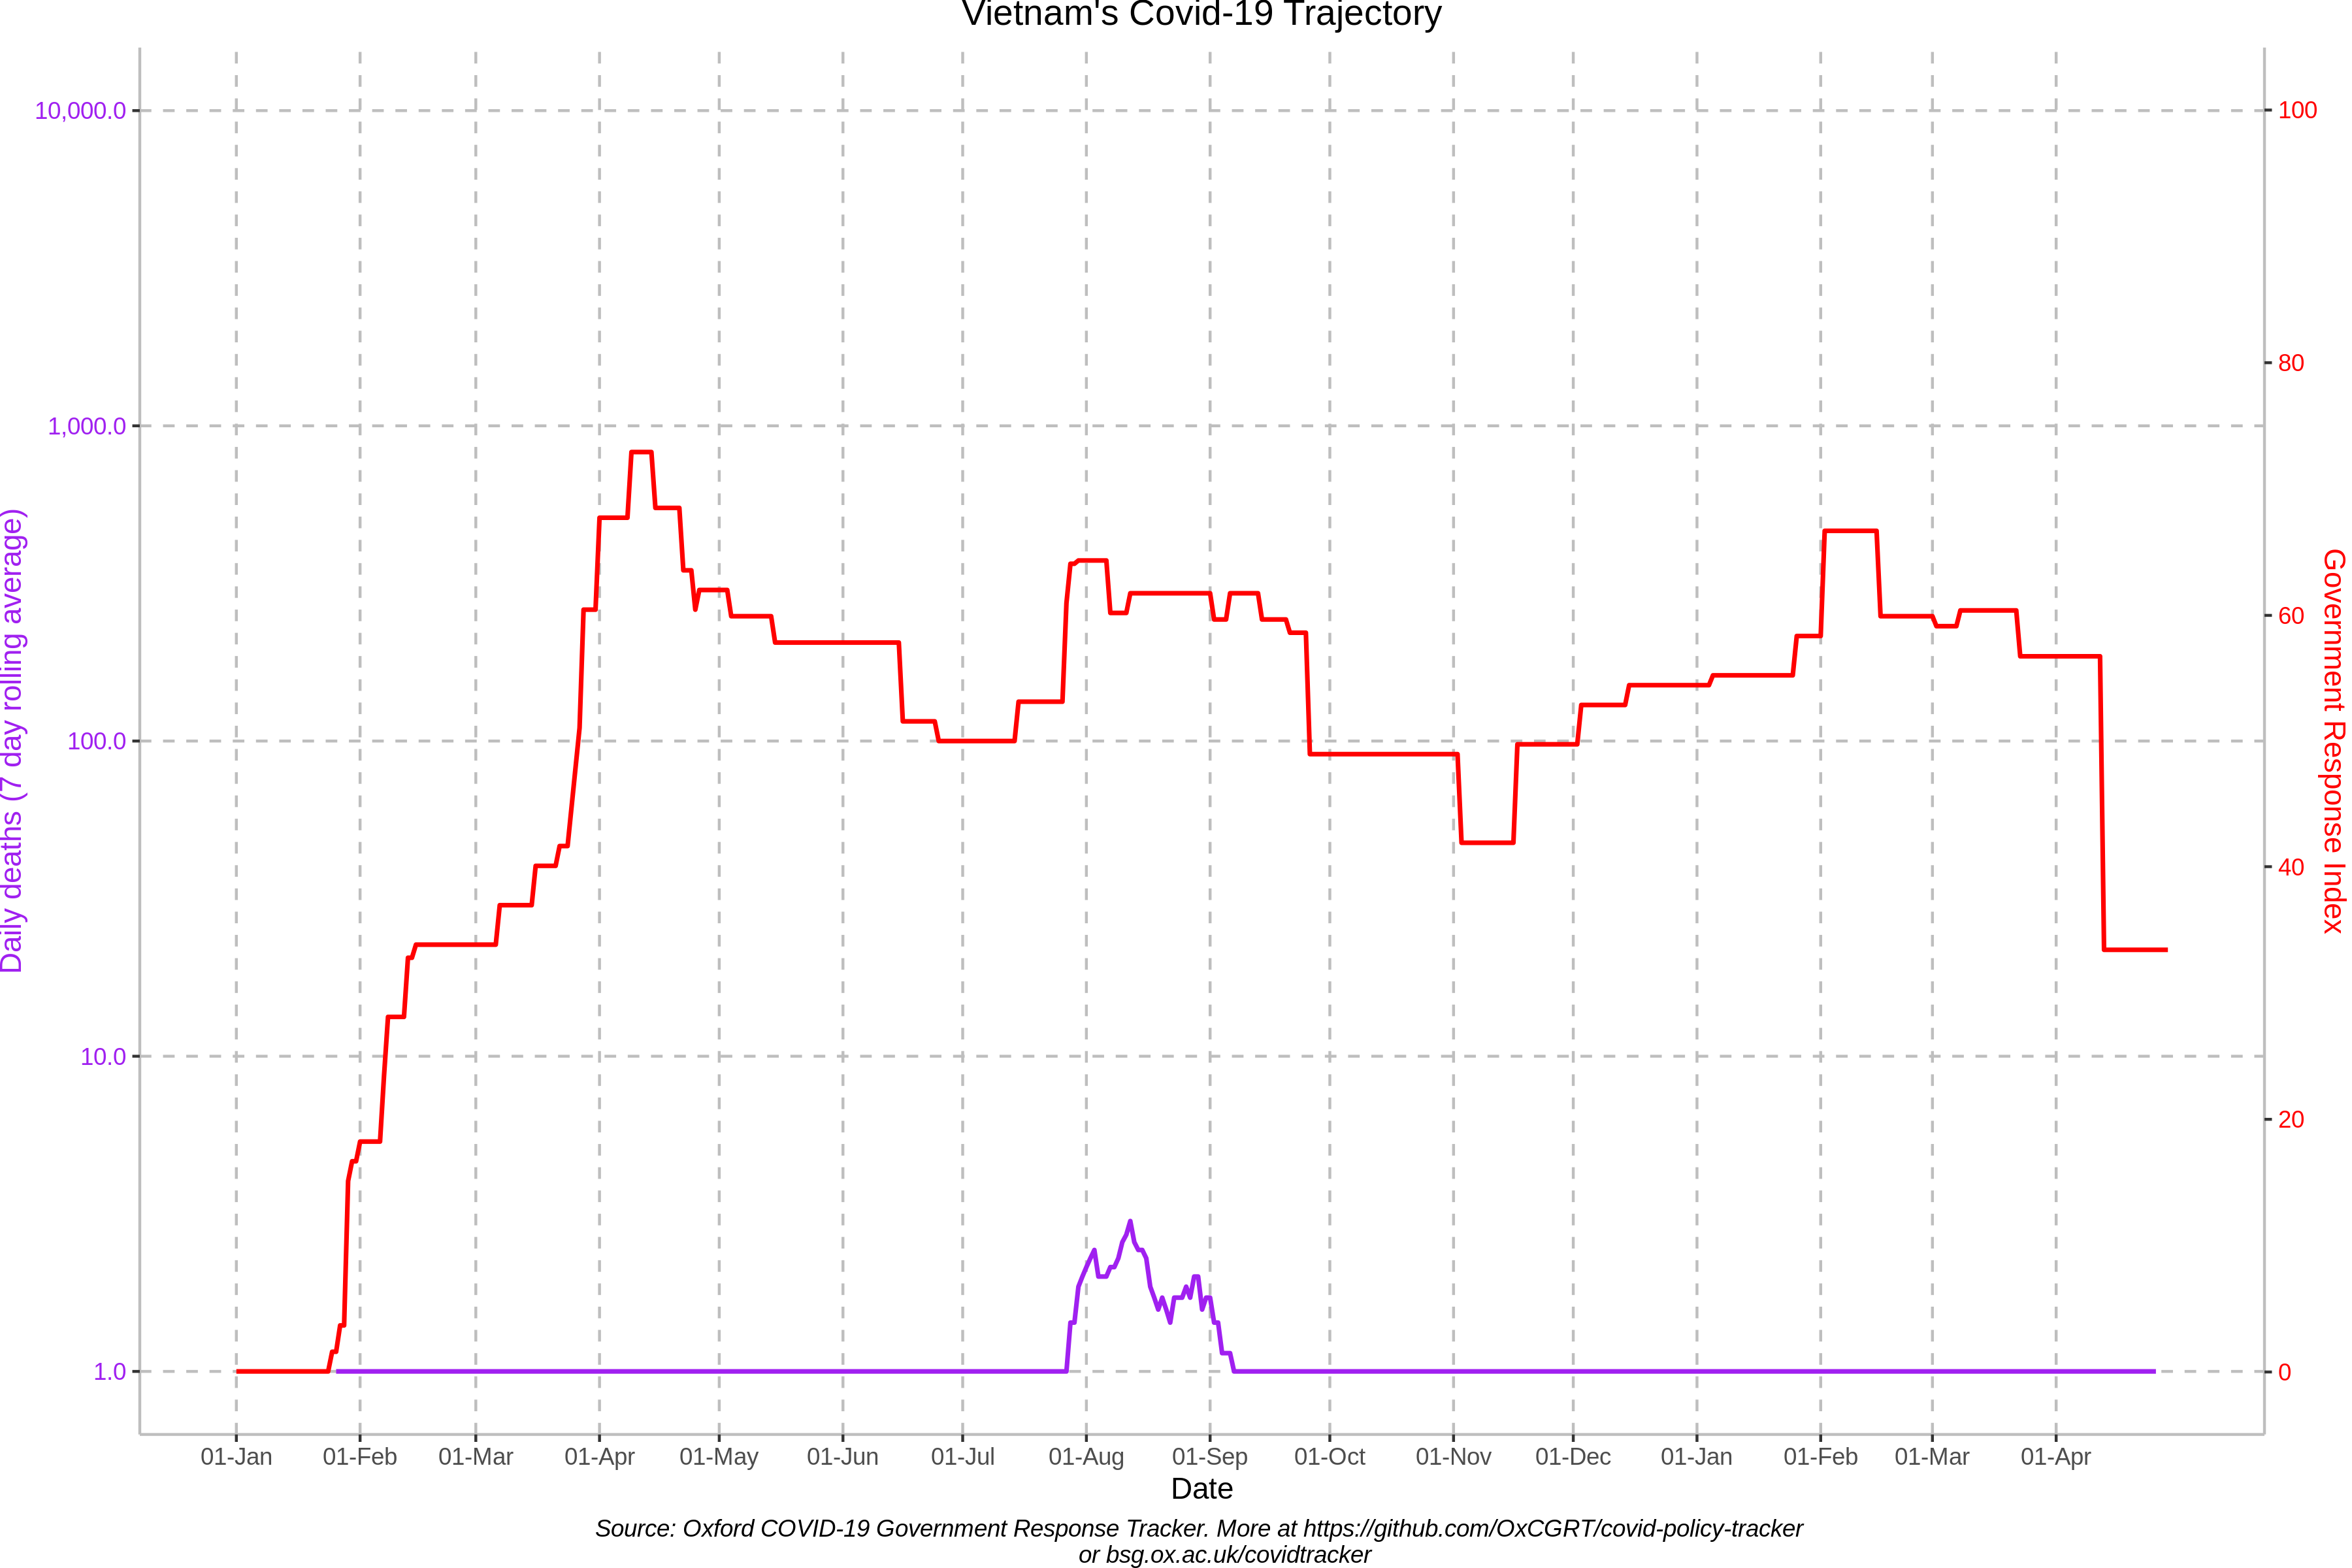 Vietnam's Covid-19 Trajectory
Daily deaths (7 day rolling average)
10,000.0
1,000.0
100.0
10.0
1.0
100
80
60
40
20
0
Government Response Index
01-Jan 01-Feb 01-Mar 01-Apr 01-May 01-Jun 01-Jul 01-Aug 01-Sep 01-Oct 01-Nov 01-Dec 01-Jan 01-Feb 01-Mar 01-Apr
Date
Source: Oxford COVID-19 Government Response Tracker. More at https://github.com/OxCGRT/covid-policy-tracker
or bsg.ox.ac.uk/covidtracker